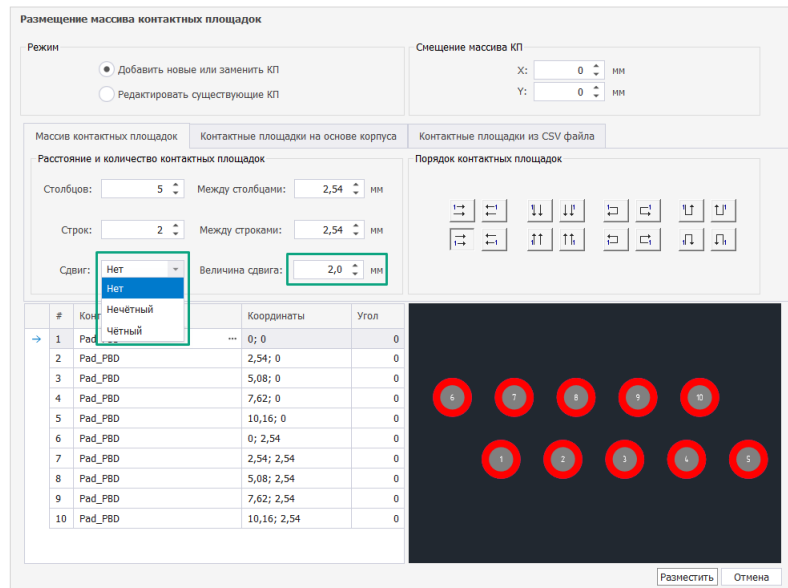 Размещение массива контактных площадок
Режим
Добавить новые или заменить КП
Редактировать существующие КП
Смещение массива КП
X: 0 мм
Y: 0 мм
Массив контактных площадок
Контактные площадки на основе корпуса
Контактные площадки из CSV файла
Расстояние и количество контактных площадок
Столбцов: 5 Между столбцами: 2,54 мм
Строк: 2 Между строками: 2,54 мм
Сдвиг: Нет Величина сдвига: 2,0 мм
Нет
Нечётный
Чётный
Порядок контактных площадок
# Координаты Угол
1 ... 0; 0 0
2 Pad_PBD 2,54; 0 0
3 Pad_PBD 5,08; 0 0
4 Pad_PBD 7,62; 0 0
5 Pad_PBD 10,16; 0 0
6 Pad_PBD 0; 2,54 0
7 Pad_PBD 2,54; 2,54 0
8 Pad_PBD 5,08; 2,54 0
9 Pad_PBD 7,62; 2,54 0
10 Pad_PBD 10,16; 2,54 0
6 7 8 9 10
1 2 3 4 5
Разместить Отмена